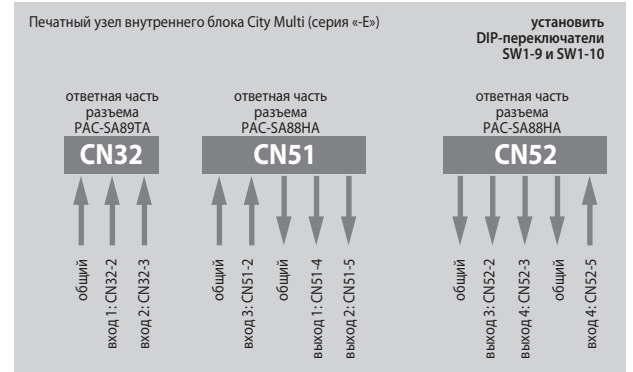 Печатный узел внутреннего блока City Multi (серия «-E»)
установить
DIP-переключатели
SW1-9 и SW1-10
ответная часть
разъема
PAC-SA89TA
CN32
ответная часть
разъема
PAC-SA88HA
CN51
ответная часть
разъема
PAC-SA88HA
CN52
общий
вход 1: CN32-2
вход 2: CN32-3
общий
вход 3: CN51-2
общий
выход 1: CN51-4
выход 2: CN51-5
общий
выход 3: CN52-2
выход 4: CN52-3
общий
вход 4: CN52-5